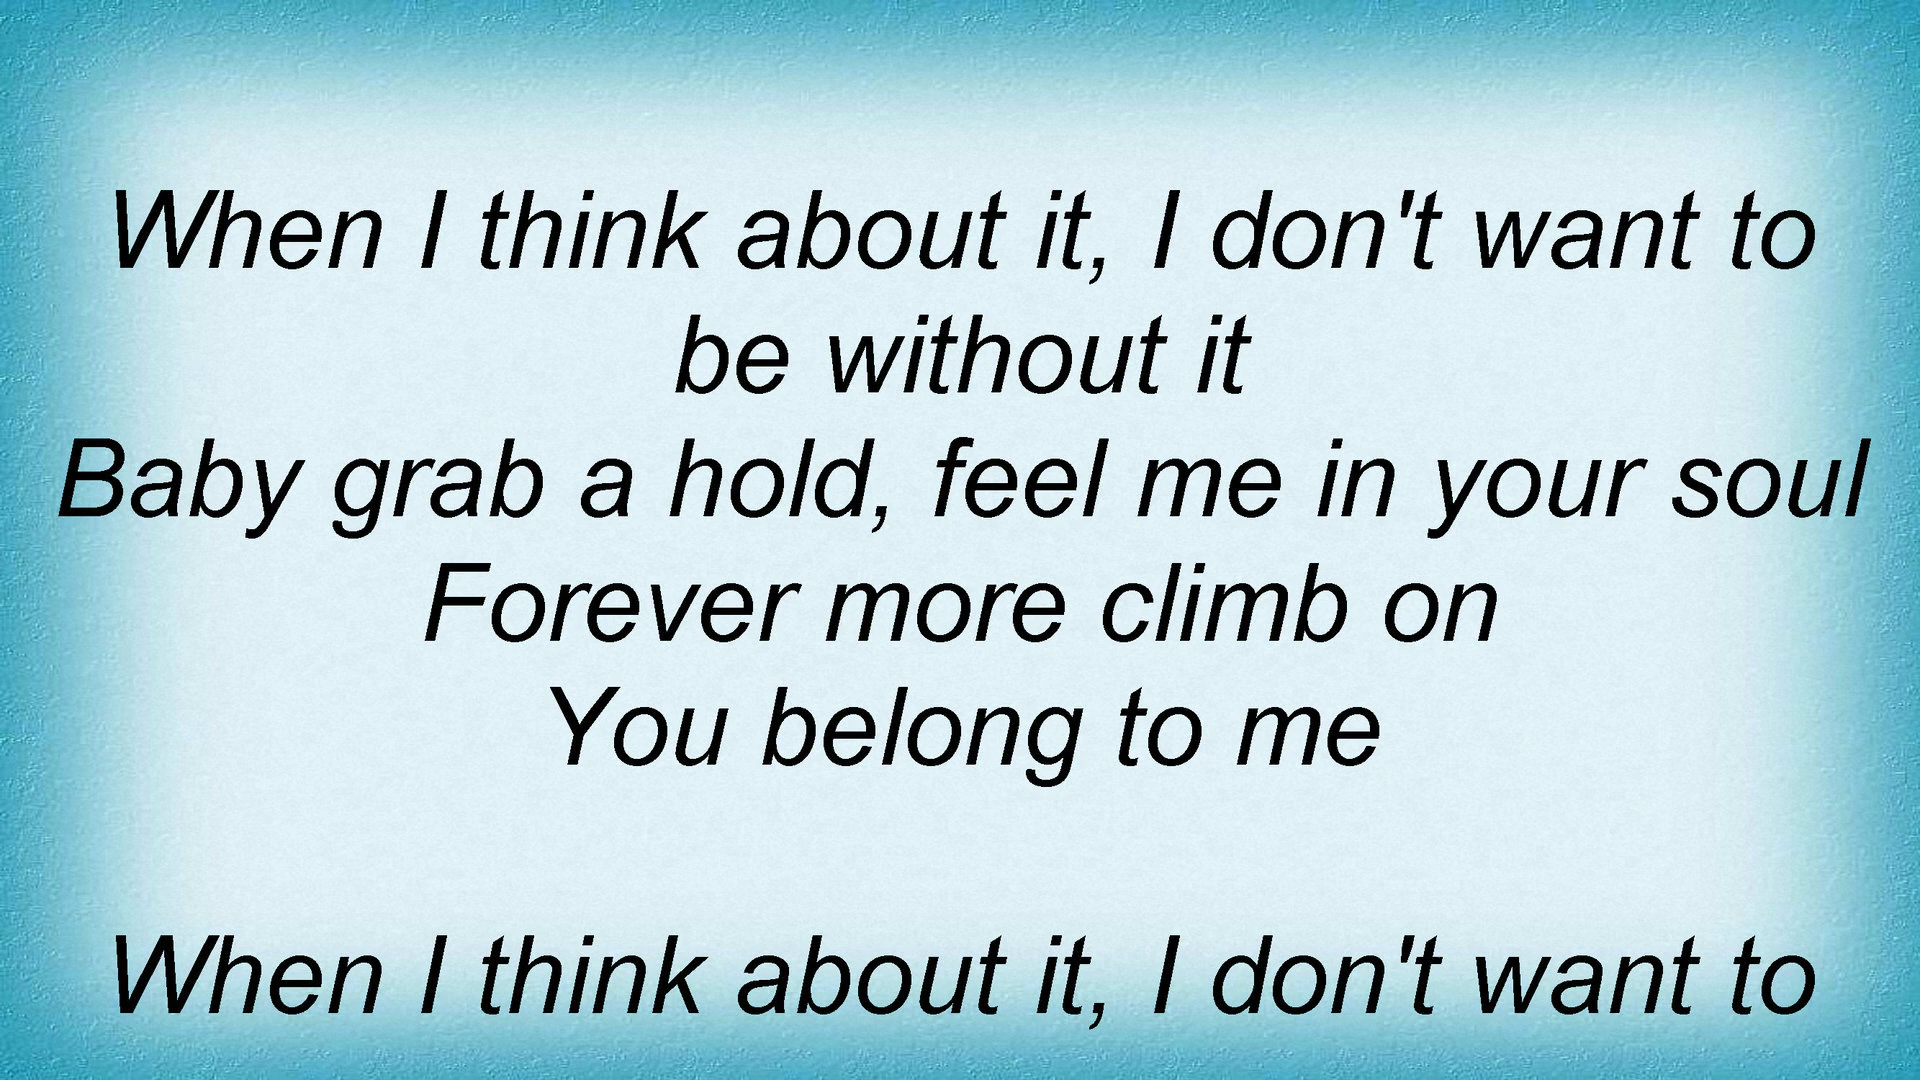 When I think about it, I don't want to
be without it
Baby grab a hold, feel me in your soul
Forever more climb on
You belong to me
When I think about it, I don't want to